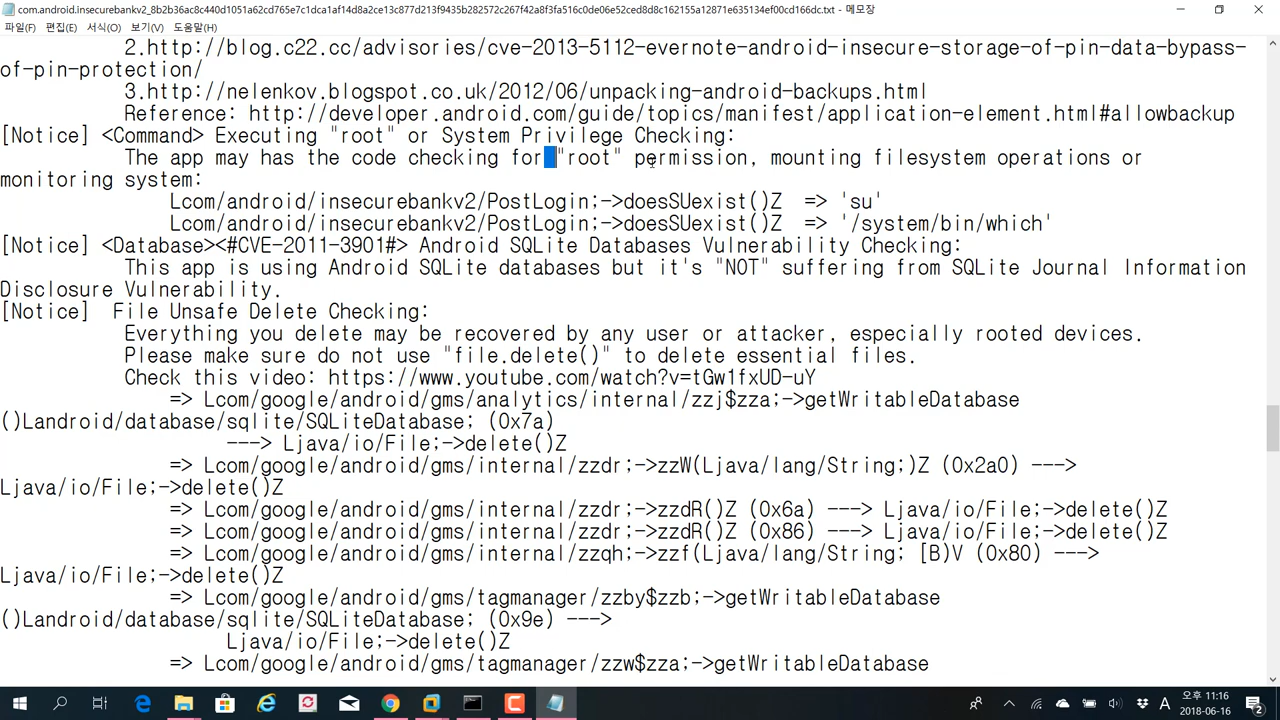 com.android.insecurebankv2_8b2b36ac8c440d1051a62cd765e7c1dca1af14d8a2ce13c877d213f9435b282572c267f42a8f3fa516c0de06e52ced8d8c162155a12871e635134ef00cd166dc.txt - 메모장
파일(F) 편집(E) 서식(O) 보기(V) 도움말(H)
2.http://blog.c22.cc/advisories/cve-2013-5112-evernote-android-insecure-storage-of-pin-data-bypass-
of-pin-protection/
3.http://nelenkov.blogspot.co.uk/2012/06/unpacking-android-backups.html
Reference: http://developer.android.com/guide/topics/manifest/application-element.html#allowbackup
[Notice] <Command> Executing "root" or System Privilege Checking:
The app may has the code checking for "root" permission, mounting filesystem operations or
monitoring system:
Lcom/android/insecurebankv2/PostLogin;->doesSUexist()Z => 'su'
Lcom/android/insecurebankv2/PostLogin;->doesSUexist()Z => '/system/bin/which'
[Notice] <Database><#CVE-2011-3901#> Android SQLite Databases Vulnerability Checking:
This app is using Android SQLite databases but it's "NOT" suffering from SQLite Journal Information
Disclosure Vulnerability.
[Notice] File Unsafe Delete Checking:
Everything you delete may be recovered by any user or attacker, especially rooted devices.
Please make sure do not use "file.delete()" to delete essential files.
Check this video: https://www.youtube.com/watch?v=tGw1fxUD-uY
=> Lcom/google/android/gms/analytics/internal/zzj$zza;->getWritableDatabase
()Landroid/database/sqlite/SQLiteDatabase; (0x7a)
---> Ljava/io/File;->delete()Z
=> Lcom/google/android/gms/internal/zzdr;->zzW(Ljava/lang/String;)Z (0x2a0) --->
Ljava/io/File;->delete()Z
=> Lcom/google/android/gms/internal/zzdr;->zzdR()Z (0x6a) ---> Ljava/io/File;->delete()Z
=> Lcom/google/android/gms/internal/zzdr;->zzdR()Z (0x86) ---> Ljava/io/File;->delete()Z
=> Lcom/google/android/gms/internal/zzqh;->zzf(Ljava/lang/String; [B)V (0x80) --->
Ljava/io/File;->delete()Z
=> Lcom/google/android/gms/tagmanager/zzby$zzb;->getWritableDatabase
()Landroid/database/sqlite/SQLiteDatabase; (0x9e) --->
Ljava/io/File;->delete()Z
=> Lcom/google/android/gms/tagmanager/zzw$zza;->getWritableDatabase
A 오후 11:16
2018-06-16
2